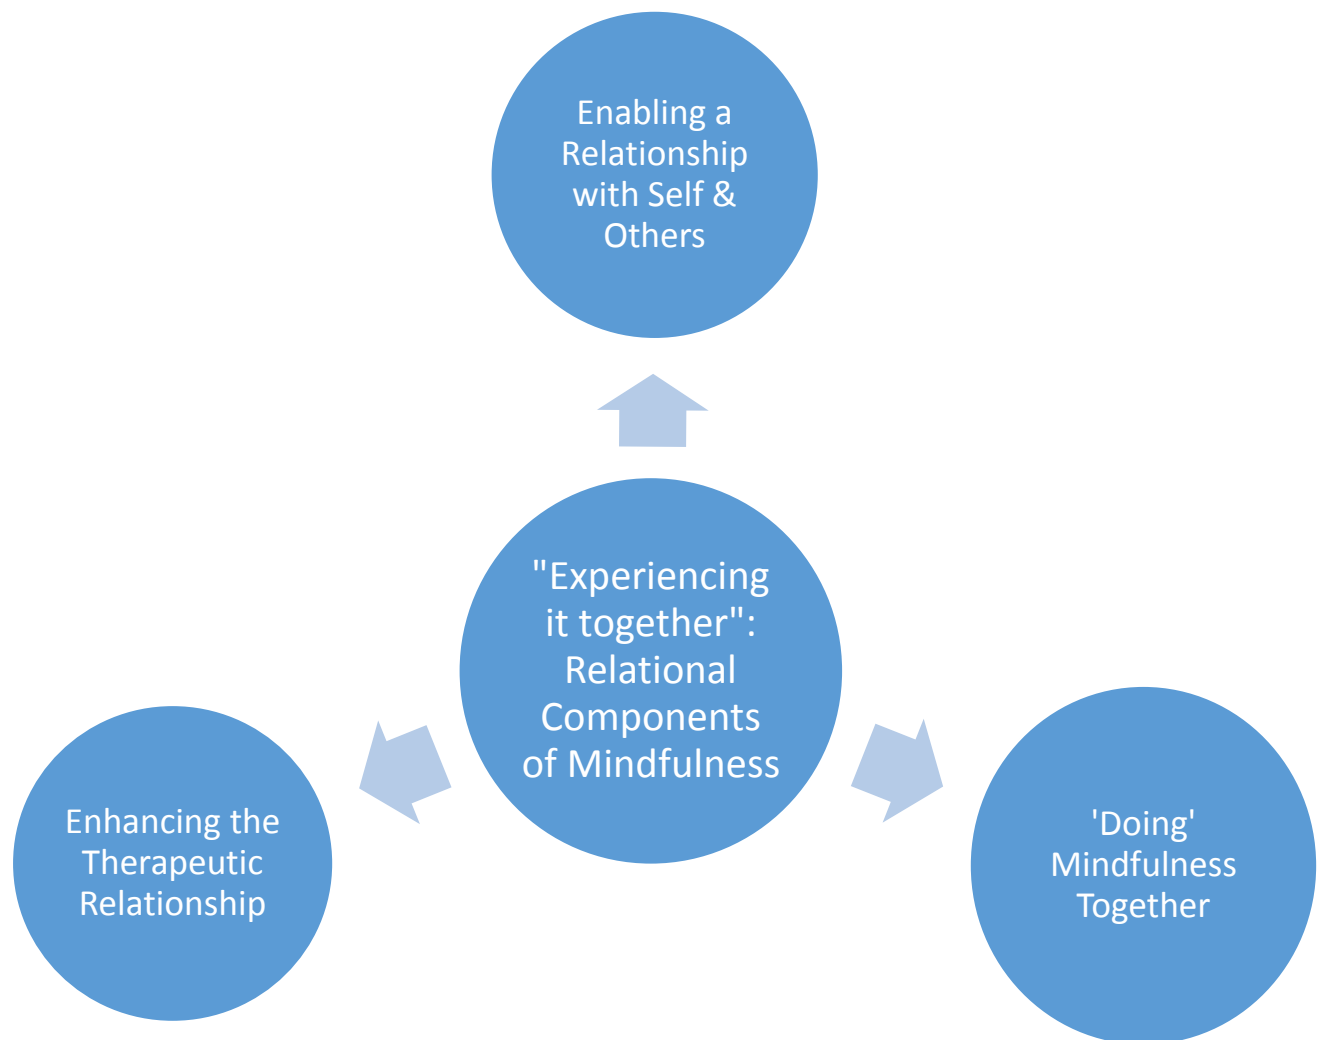 Enabling a
Relationship
with Self &
Others
"Experiencing
it together":
Relational
Components
of Mindfulness
Enhancing the
Therapeutic
Relationship
'Doing'
Mindfulness
Together